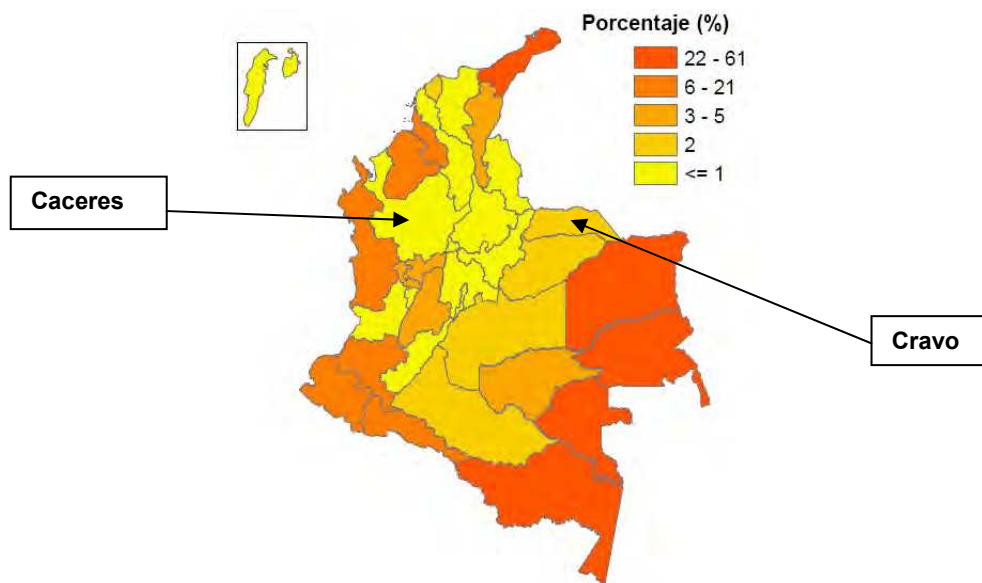 Porcentaje (%)
22 - 61
6 - 21
3 - 5
2
<= 1
Caceres
Cravo